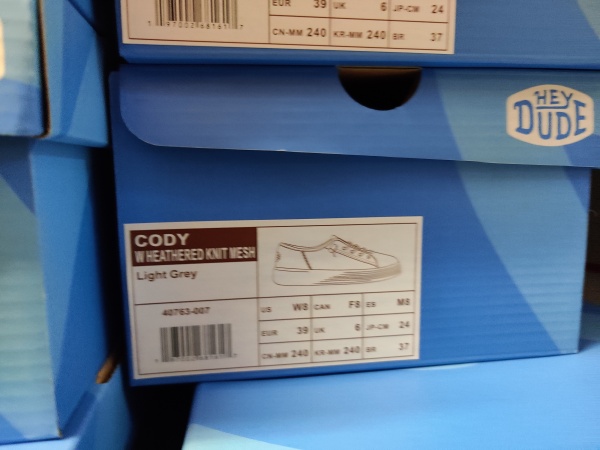 EUR 39 UK 6 JP-CM 24
CN-MM 240 KR-MM 240 BR 37
HEY
DUDE
CODY
W HEATHERED KNIT MESH
Light Grey
40763-007
US W8 CAN F8 ES M8
EUR 39 UK 6 JP-CM 24
CN-MM 240 KR-MM 240 BR 37